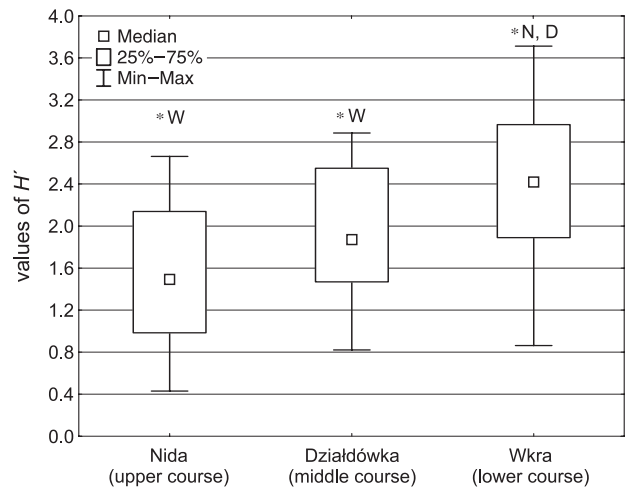 4.0
3.6
3.2
2.8
2.4
2.0
1.6
1.2
0.8
0.4
0.0
values of H′
Median
25%–75%
Min–Max
*W
*W
*N, D
Nida
(upper course)
Działdówka
(middle course)
Wkra
(lower course)